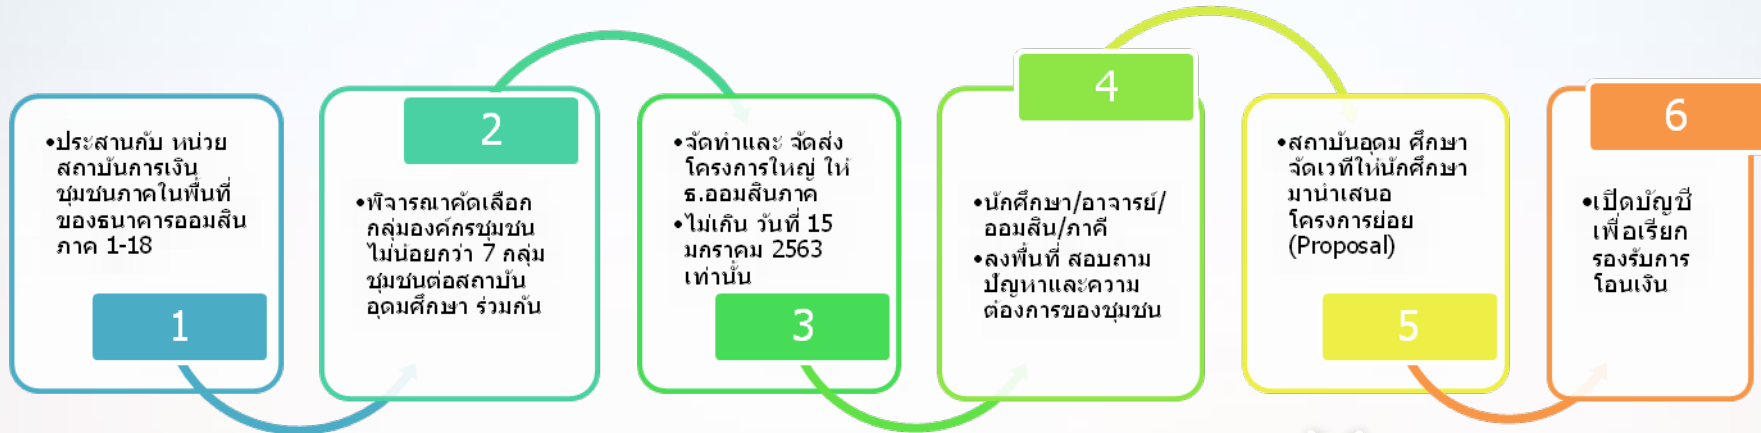 •ประสานกับ หน่วย
สถาบันการเงิน
ชุมชนภาคในพื้นที่
ของธนาคารออมสิน
ภาค 1-18
1
2
•พิจารณาคัดเลือก
กลุ่มองค์กรชุมชน
ไม่น้อยกว่า 7 กลุ่ม
ชุมชนต่อสถาบัน
อุดมศึกษา ร่วมกัน
•จัดทำและ จัดส่ง
โครงการใหญ่ ให้
ธ.ออมสินภาค
•ไม่เกิน วันที่ 15
มกราคม 2563
เท่านั้น
3
4
•นักศึกษา/อาจารย์/
ออมสิน/ภาคี
•ลงพื้นที่ สอบถาม
ปัญหาและความ
ต้องการของชุมชน
•สถาบันอุดม ศึกษา
จัดเวทีให้นักศึกษา
มานำเสนอ
โครงการย่อย
(Proposal)
5
6
•เปิดบัญชี
เพื่อเรียก
รองรับการ
โอนเงิน